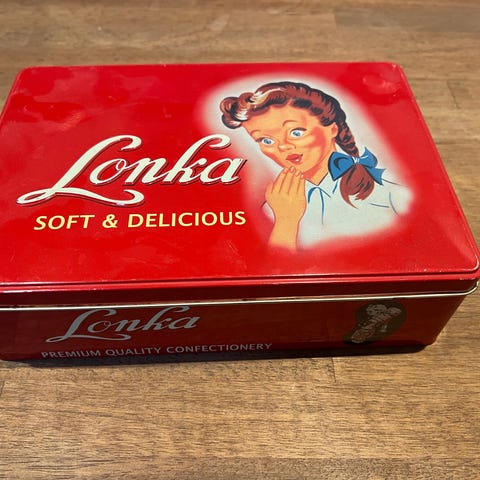 Lonka
SOFT & DELICIOUS
Lonka
PREMIUM QUALITY CONFECTIONERY